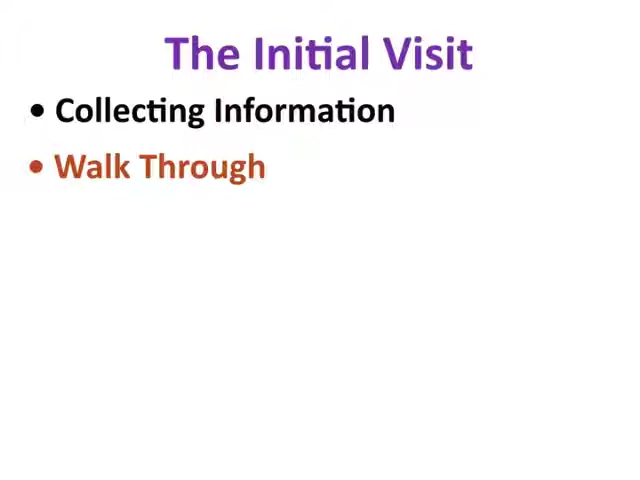 The Initial Visit
• Collecting Information
• Walk Through